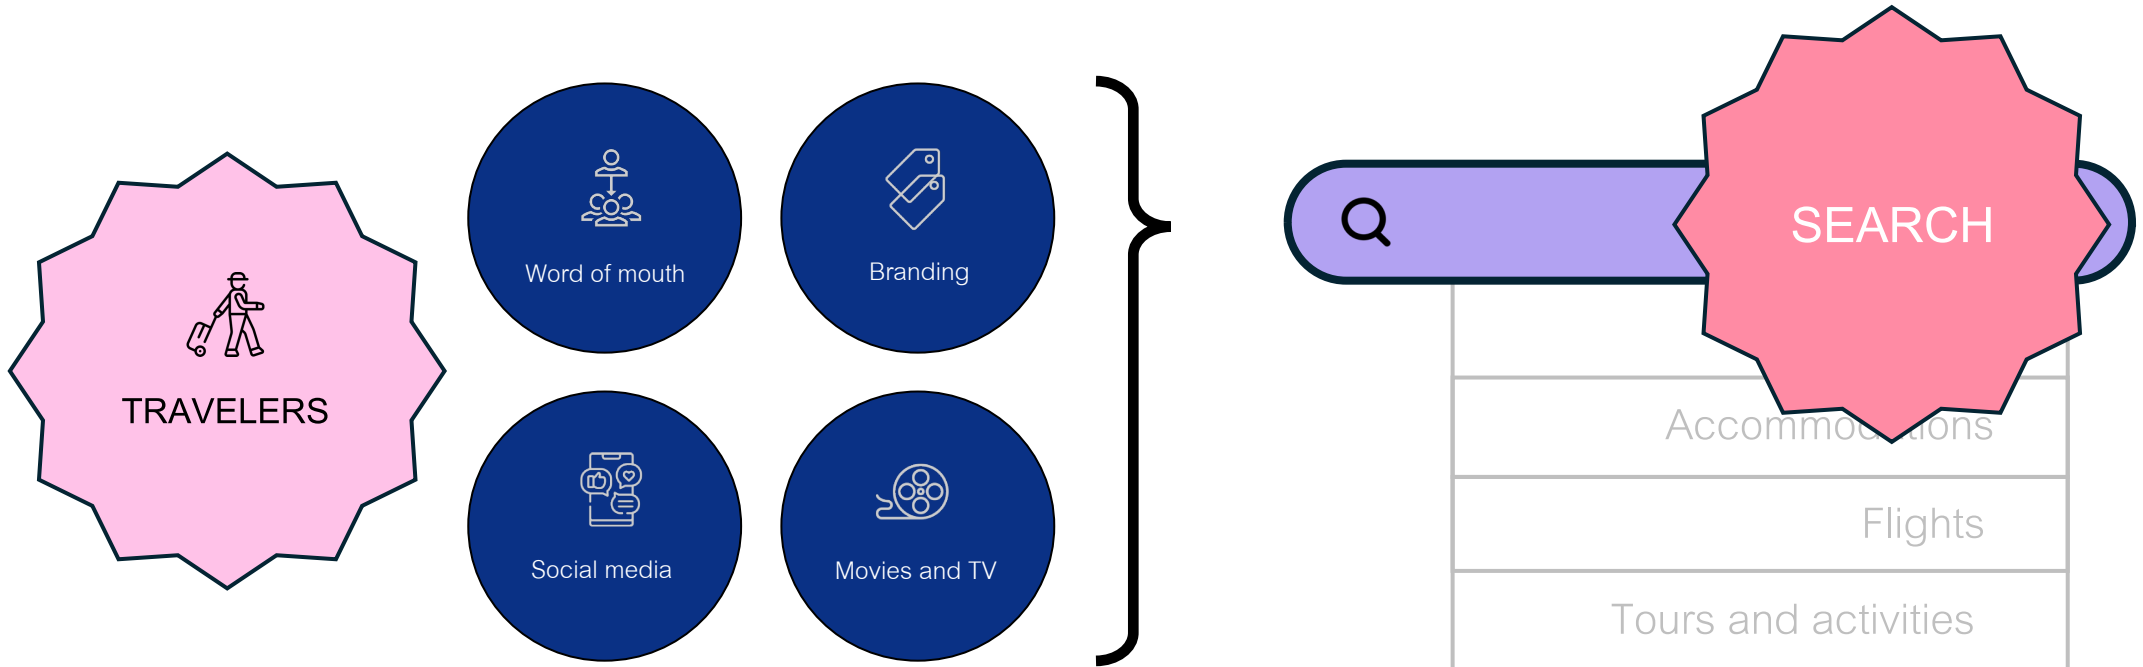 TRAVELERS
Word of mouth
Branding
Social media
Movies and TV
SEARCH
Flights
Tours and activities